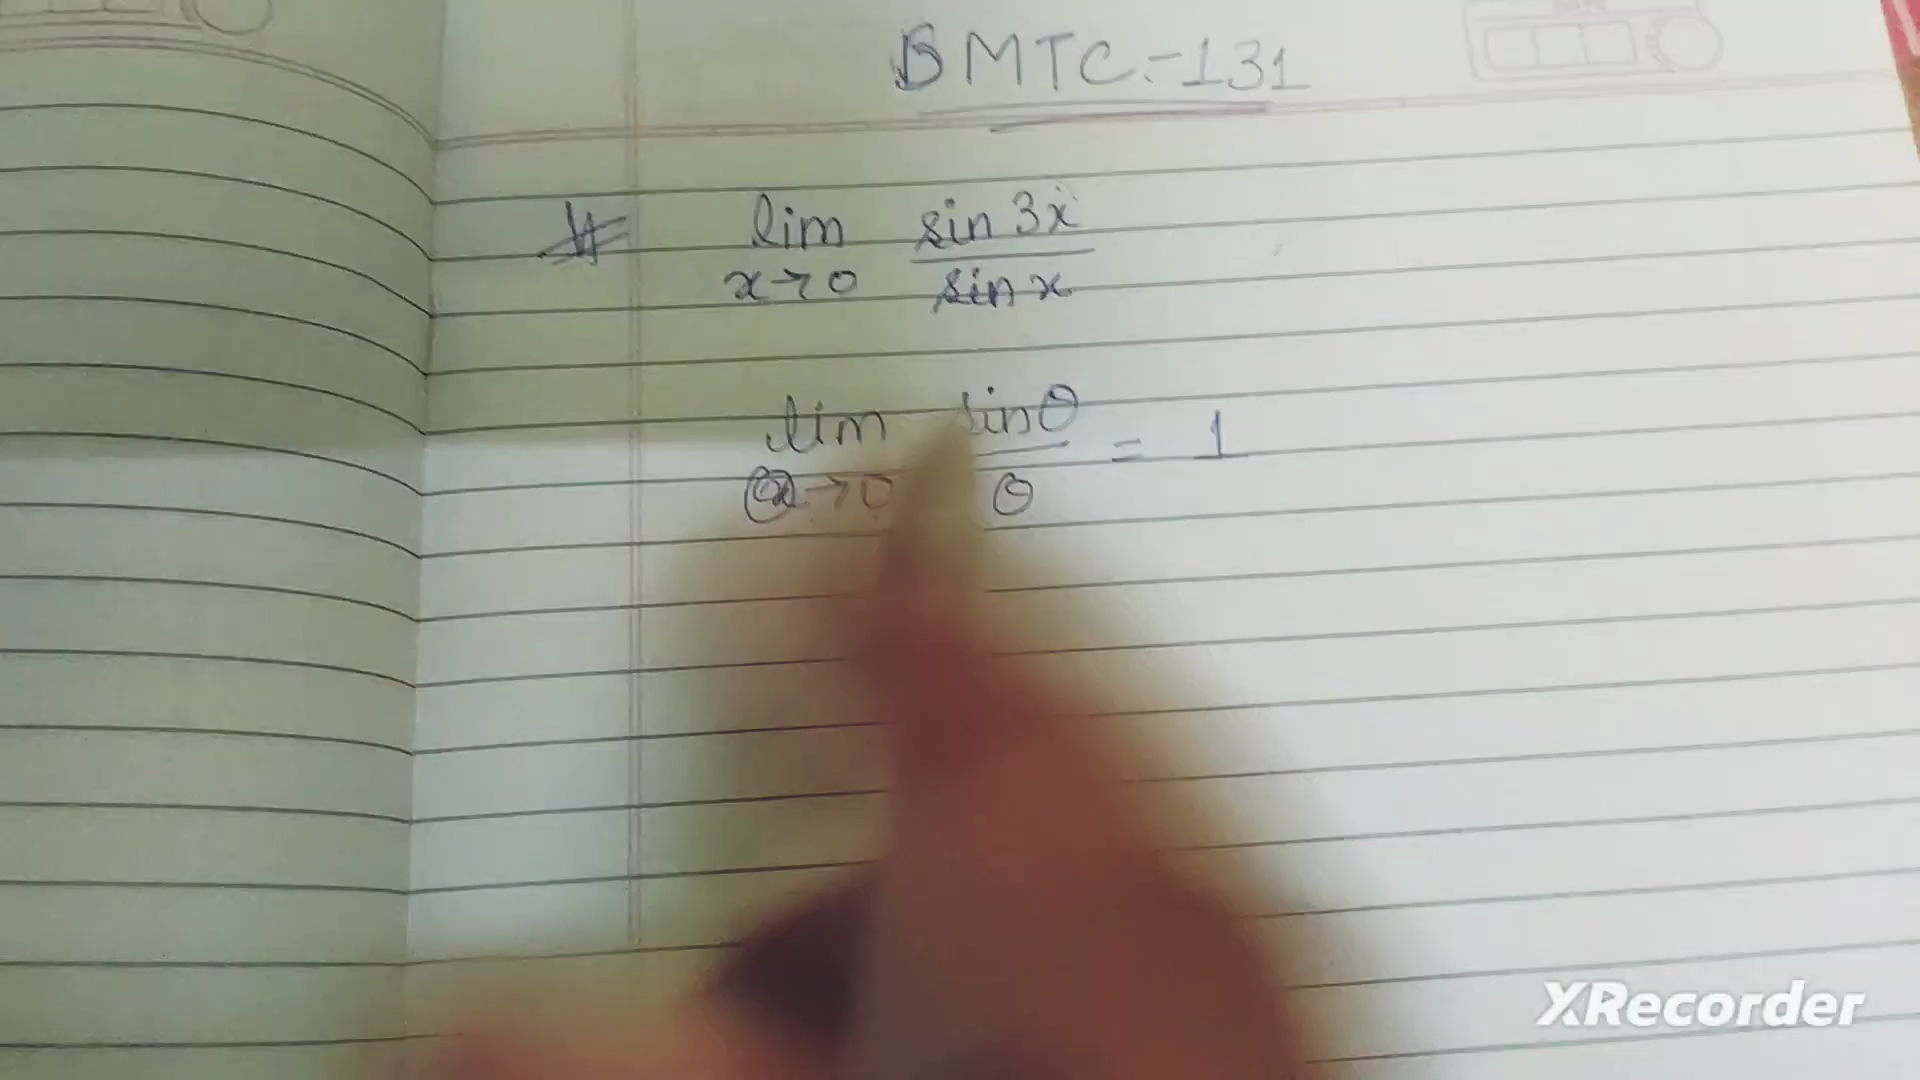 BMTC-131
# lim x→0 sin 3x / sin x
lim x→0 sinθ / θ = 1
XRecorder